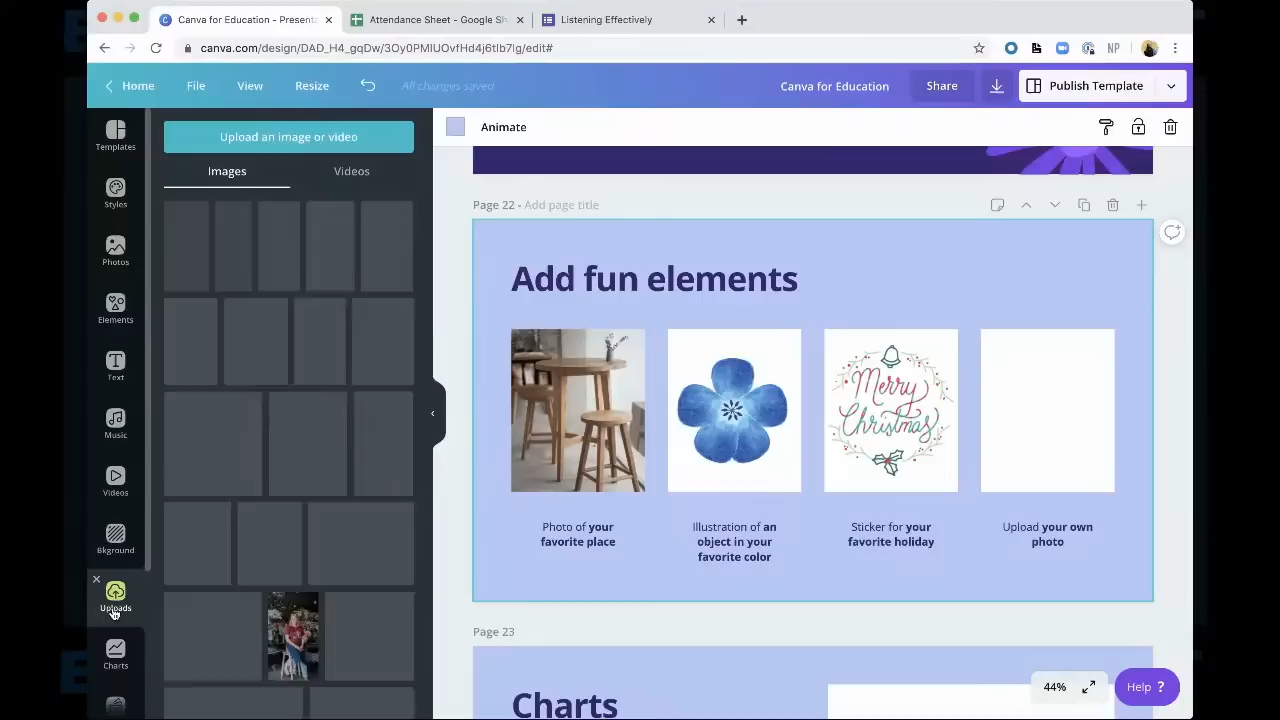 Canva for Education - Presenta
Attendance Sheet - Google Sh
Listening Effectively
canva.com/design/DAD_H4_gqDw/3Oy0PMIUOvfHd4j6tIb7Ig/edit#
NP
Home
File
View
Resize
All changes saved
Canva for Education
Share
Publish Template
Templates
Styles
Photos
Elements
Text
Music
Videos
Bkground
Uploads
Charts
Upload an image or video
Images
Videos
Animate
Page 22 - Add page title
Add fun elements
Merry
Christmas
Photo of your
favorite place
Illustration of an
object in your
favorite color
Sticker for your
favorite holiday
Upload your own
photo
Page 23
Charts
44%
Help ?